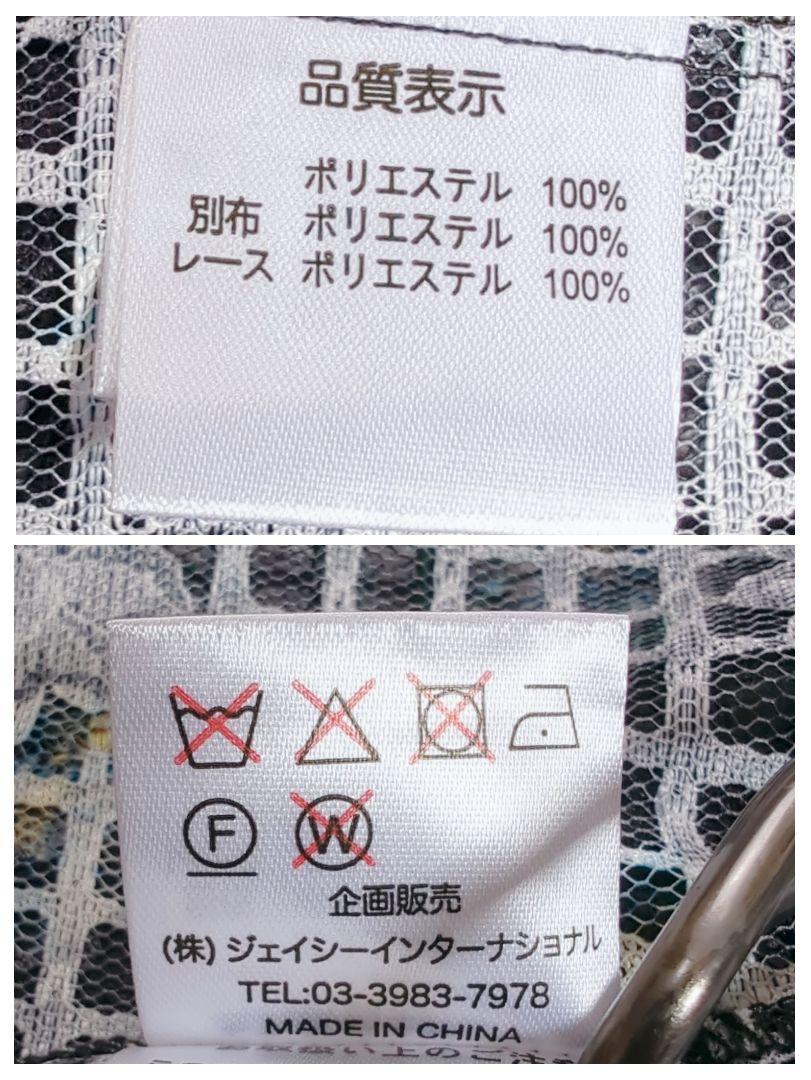 品質表示
ポリエステル 100%
別布 ポリエステル 100%
レース ポリエステル 100%
F W
企画販売
(株)ジェイシーインターナショナル
TEL:03-3983-7978
MADE IN CHINA